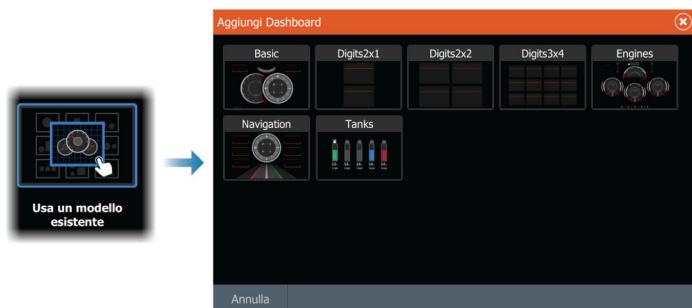 Aggiungi Dashboard
Basic
Digits2x1
Digits2x2
Digits3x4
Engines
Navigation
Tanks
Usa un modello
esistente
Annulla